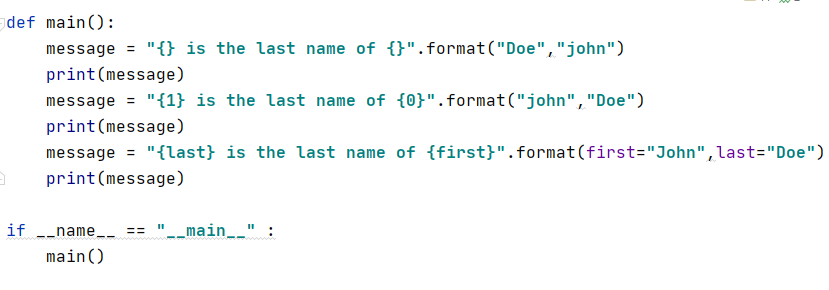 def main():
    message = "{} is the last name of {}".format("Doe","john")
    print(message)
    message = "{1} is the last name of {0}".format("john","Doe")
    print(message)
    message = "{last} is the last name of {first}".format(first="John",last="Doe")
    print(message)

if __name__ == "__main__" :
    main()